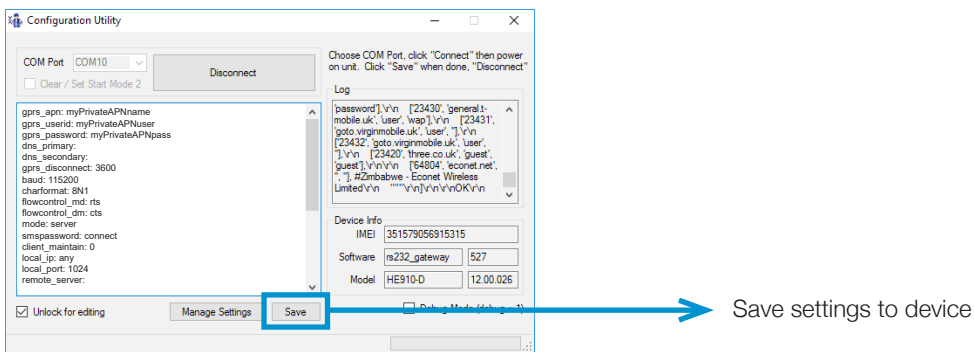 Configuration Utility
COM Port COM10
Clear / Set Start Mode 2
Disconnect
Choose COM Port, click "Connect" then power
on unit. Click "Save" when done, "Disconnect"
gprs_apn: myPrivateAPNname
gprs_userid: myPrivateAPNuser
gprs_password: myPrivateAPNpass
dns_primary:
dns_secondary:
gprs_disconnect: 3600
baud: 115200
charformat: 8N1
flowcontrol_md: rts
flowcontrol_dm: cts
mode: server
smspassword: connect
client_maintain: 0
local_ip: any
local_port: 1024
remote_server:
Log
'password'],\r\n ['23430', 'general.t-
mobile.uk', 'user', 'wap'],\r\n ['23431',
'goto.virginmobile.uk', 'user', ''],\r\n
['23432', 'goto.virginmobile.uk', 'user',
''],\r\n ['23420', 'three.co.uk', 'guest',
'guest'],\r\n\r\n ['64804', 'econet.net',
'', ''], #Zimbabwe - Econet Wireless
Limited\r\n """\r\n]\r\n\r\nOK\r\n
Device Info
IMEI 351579056915315
Software rs232_gateway 527
Model HE910-D 12.00.026
Unlock for editing
Manage Settings
Save
Debug Mode (debug = 1)
Save settings to device